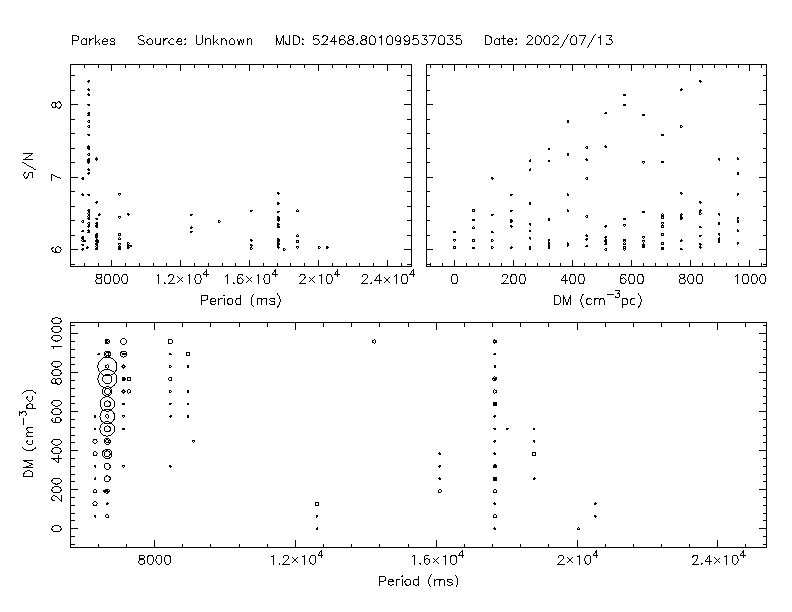 Parkes Source: Unknown MJD: 52468.801099537035 Date: 2002/07/13
S/N
8
7
6
8000 1.2×10⁴ 1.6×10⁴ 2×10⁴ 2.4×10⁴
Period (ms)
0 200 400 600 800 1000
DM (cm⁻³pc)
DM (cm⁻³pc)
1000
800
600
400
200
0
8000 1.2×10⁴ 1.6×10⁴ 2×10⁴ 2.4×10⁴
Period (ms)